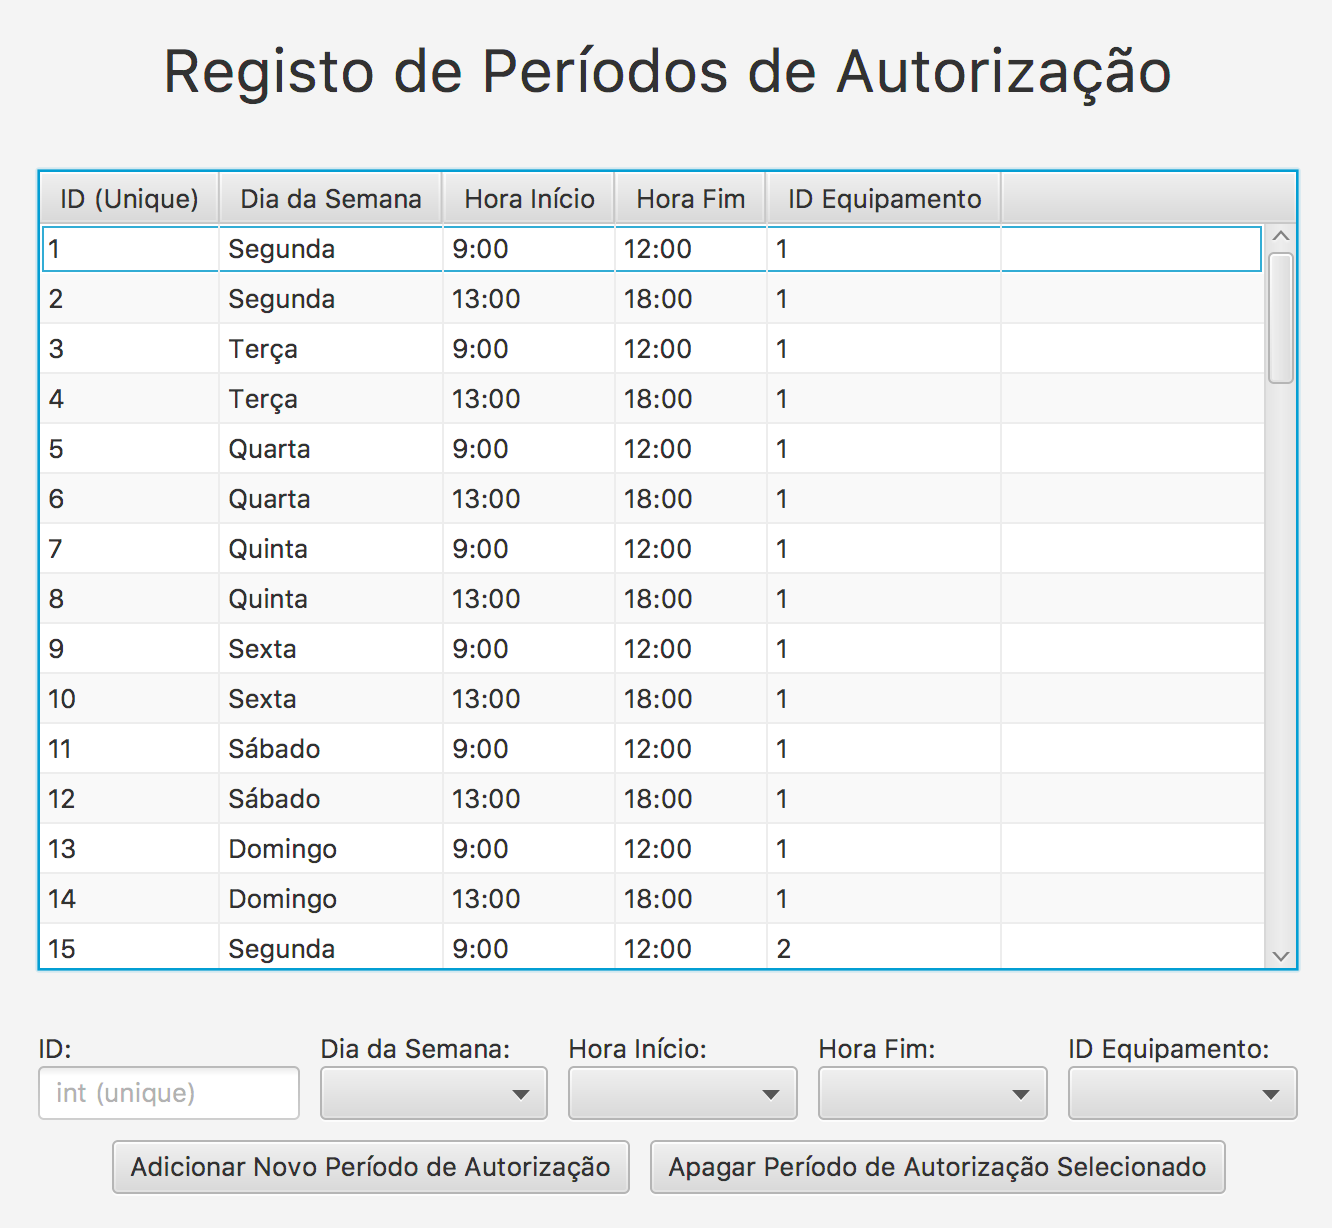 Registo de Períodos de Autorização
ID (Unique) Dia da Semana Hora Início Hora Fim ID Equipamento
1 Segunda 9:00 12:00 1
2 Segunda 13:00 18:00 1
3 Terça 9:00 12:00 1
4 Terça 13:00 18:00 1
5 Quarta 9:00 12:00 1
6 Quarta 13:00 18:00 1
7 Quinta 9:00 12:00 1
8 Quinta 13:00 18:00 1
9 Sexta 9:00 12:00 1
10 Sexta 13:00 18:00 1
11 Sábado 9:00 12:00 1
12 Sábado 13:00 18:00 1
13 Domingo 9:00 12:00 1
14 Domingo 13:00 18:00 1
15 Segunda 9:00 12:00 2
ID: Dia da Semana: Hora Início: Hora Fim: ID Equipamento:
int (unique)
Adicionar Novo Período de Autorização Apagar Período de Autorização Selecionado